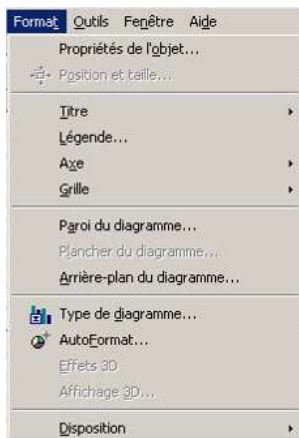 Format Outils Fenêtre Aide
Propriétés de l'objet...
Position et taille...
Titre
Légende...
Axe
Grille
Paroi du diagramme...
Plancher du diagramme...
Arrière-plan du diagramme...
Type de diagramme...
AutoFormat...
Effets 3D
Affichage 3D...
Disposition